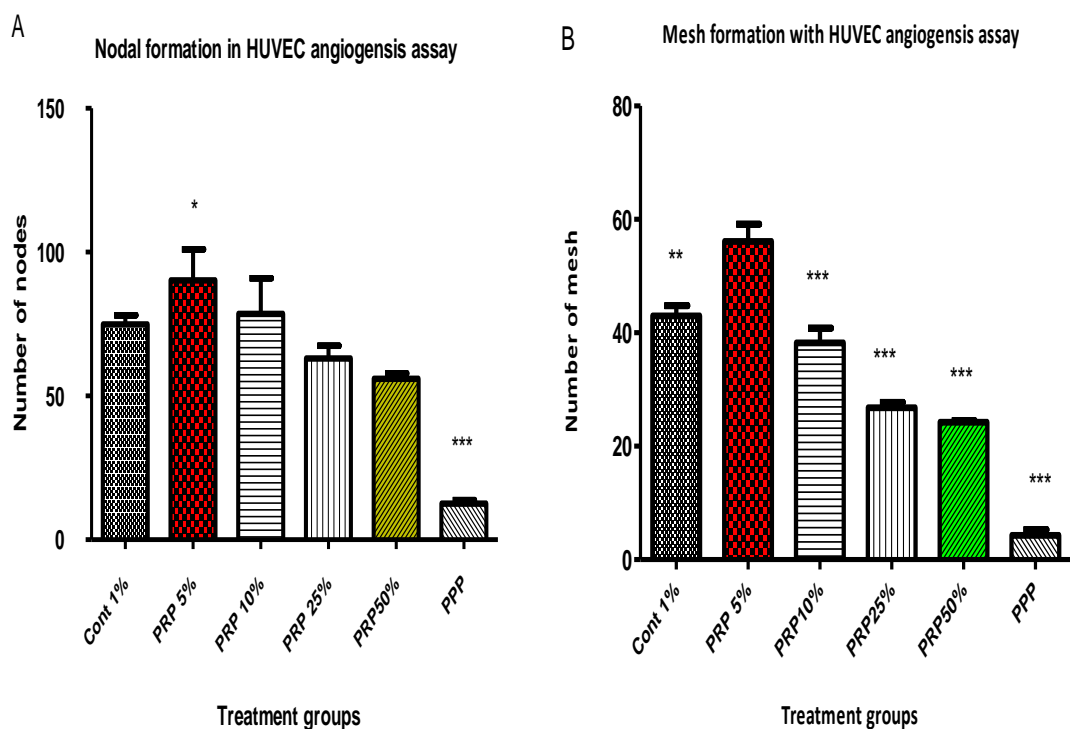 A
Nodal formation in HUVEC angiogensis assay
150
100
50
0
Number of nodes
*
***
Cont 1%
PRP 5%
PRP 10%
PRP 25%
PRP50%
PPP
Treatment groups
B
Mesh formation with HUVEC angiogensis assay
80
60
40
20
0
Number of mesh
**
***
***
***
***
Cont 1%
PRP 5%
PRP10%
PRP25%
PRP50%
PPP
Treatment groups